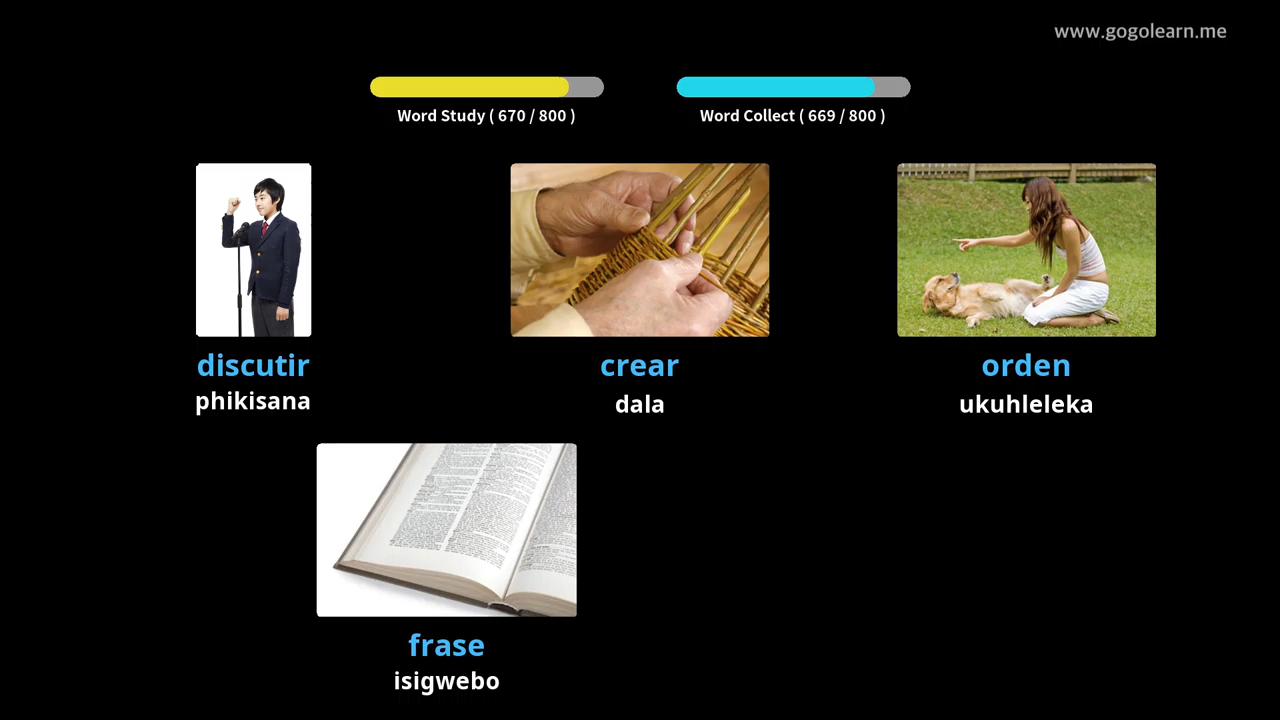 www.gogolearn.me
Word Study ( 670 / 800 )
Word Collect ( 669 / 800 )
discutir
phikisana
crear
dala
orden
ukuhleleka
frase
isigwebo